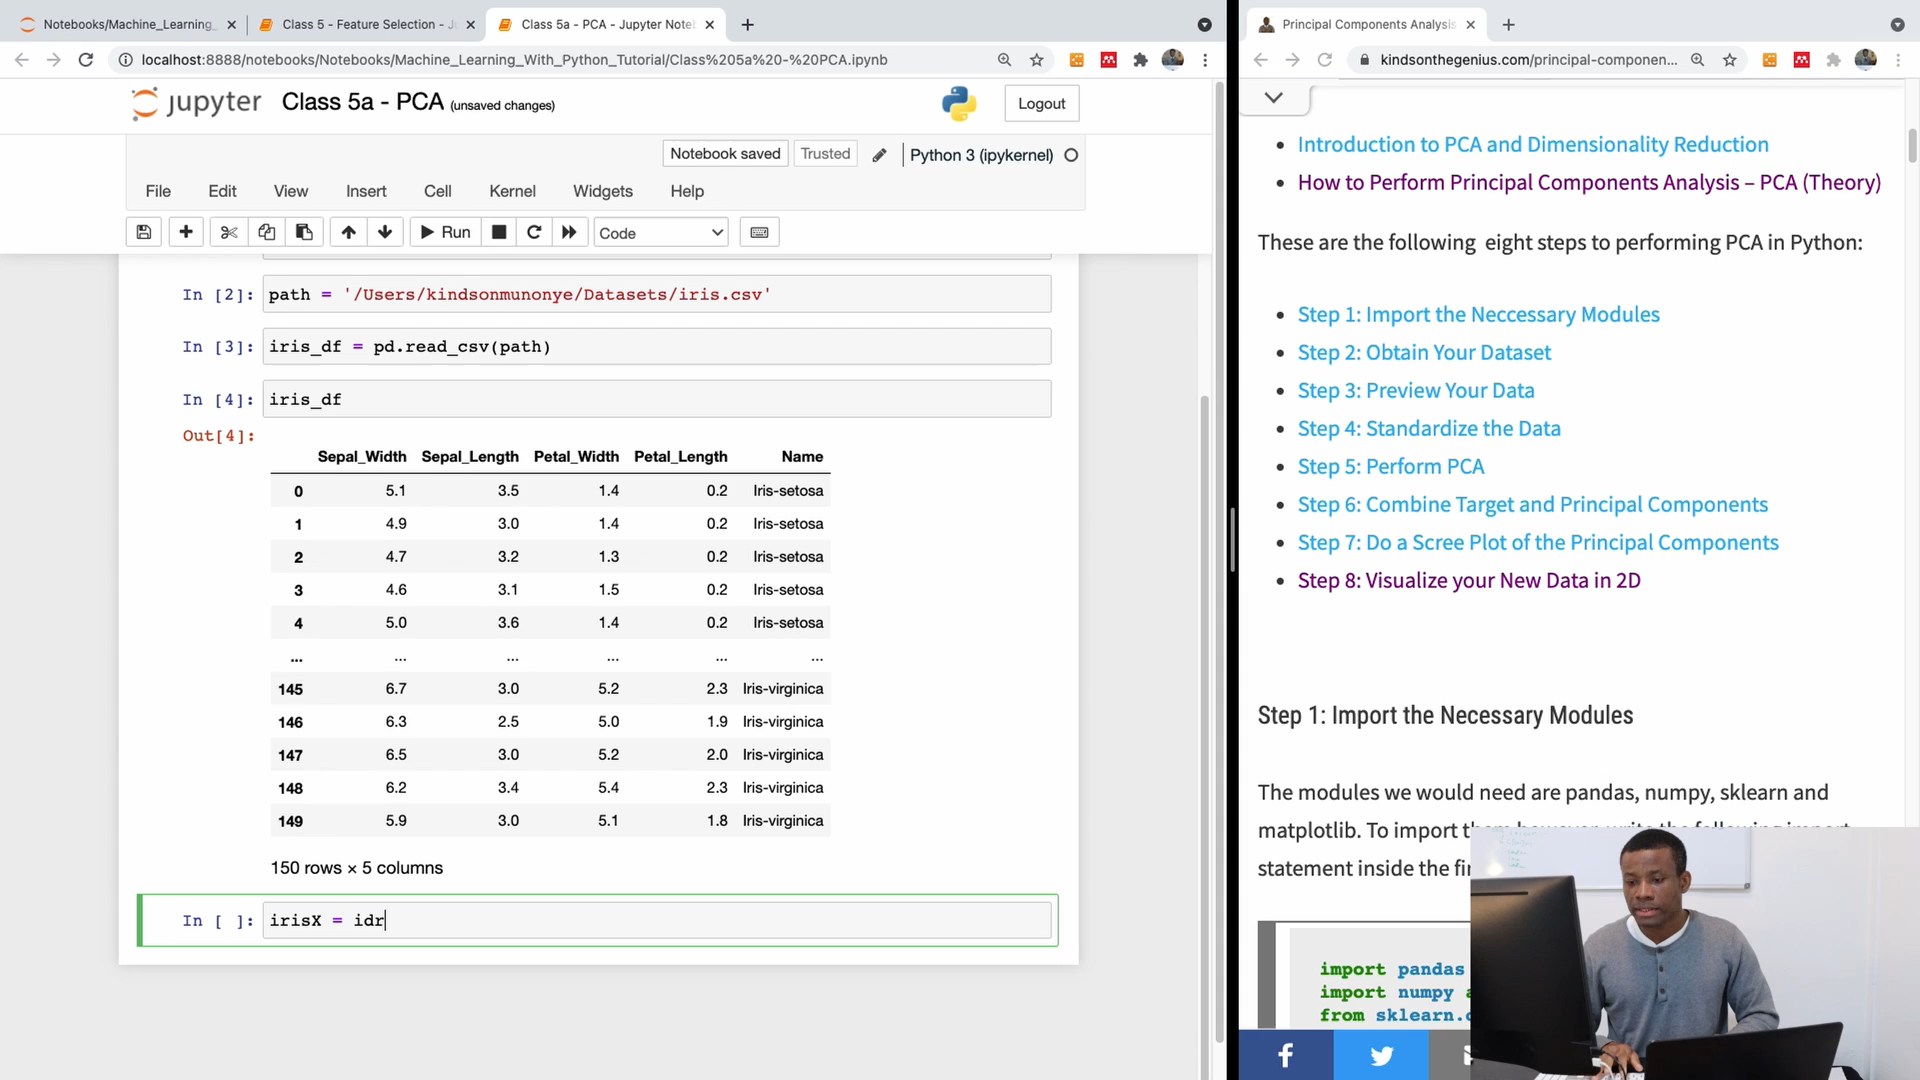 Notebooks/Machine_Learning_
Class 5 - Feature Selection - J
Class 5a - PCA - Jupyter Note
localhost:8888/notebooks/Notebooks/Machine_Learning_With_Python_Tutorial/Class%205a%20-%20PCA.ipynb
jupyter Class 5a - PCA (unsaved changes)
Logout
Notebook saved Trusted Python 3 (ipykernel)
File Edit View Insert Cell Kernel Widgets Help
Run Code
In [2]: path = '/Users/kindsonmunonye/Datasets/iris.csv'
In [3]: iris_df = pd.read_csv(path)
In [4]: iris_df
Out[4]:
Sepal_Width Sepal_Length Petal_Width Petal_Length Name
0 5.1 3.5 1.4 0.2 Iris-setosa
1 4.9 3.0 1.4 0.2 Iris-setosa
2 4.7 3.2 1.3 0.2 Iris-setosa
3 4.6 3.1 1.5 0.2 Iris-setosa
4 5.0 3.6 1.4 0.2 Iris-setosa
... ... ... ... ... ...
145 6.7 3.0 5.2 2.3 Iris-virginica
146 6.3 2.5 5.0 1.9 Iris-virginica
147 6.5 3.0 5.2 2.0 Iris-virginica
148 6.2 3.4 5.4 2.3 Iris-virginica
149 5.9 3.0 5.1 1.8 Iris-virginica
150 rows × 5 columns
In [ ]: irisX = idr
Principal Components Analysis
kindsonthegenius.com/principal-componen...
Introduction to PCA and Dimensionality Reduction
How to Perform Principal Components Analysis – PCA (Theory)
These are the following eight steps to performing PCA in Python:
Step 1: Import the Neccessary Modules
Step 2: Obtain Your Dataset
Step 3: Preview Your Data
Step 4: Standardize the Data
Step 5: Perform PCA
Step 6: Combine Target and Principal Components
Step 7: Do a Scree Plot of the Principal Components
Step 8: Visualize your New Data in 2D
Step 1: Import the Necessary Modules
The modules we would need are pandas, numpy, sklearn and
matplotlib. To import
statement inside the
import pandas
import numpy
from sklearn.